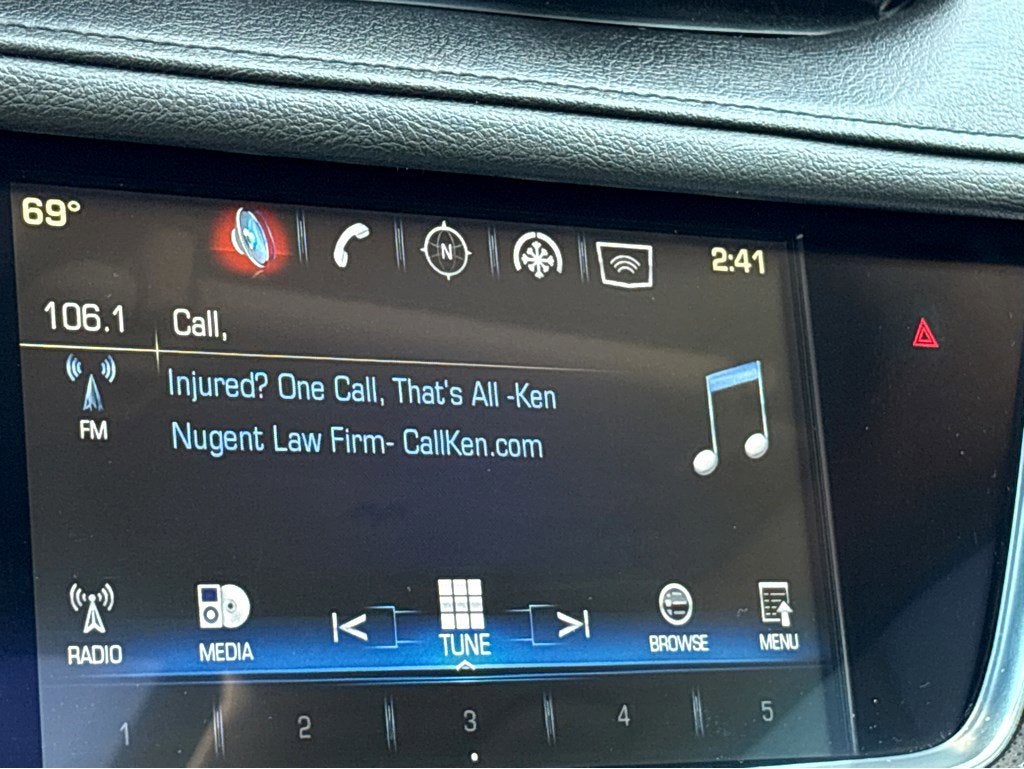 69°
N
2:41
106.1
Call,
FM
Injured? One Call, That's All -Ken
Nugent Law Firm- CallKen.com
RADIO
MEDIA
TUNE
BROWSE
MENU
1
2
3
4
5